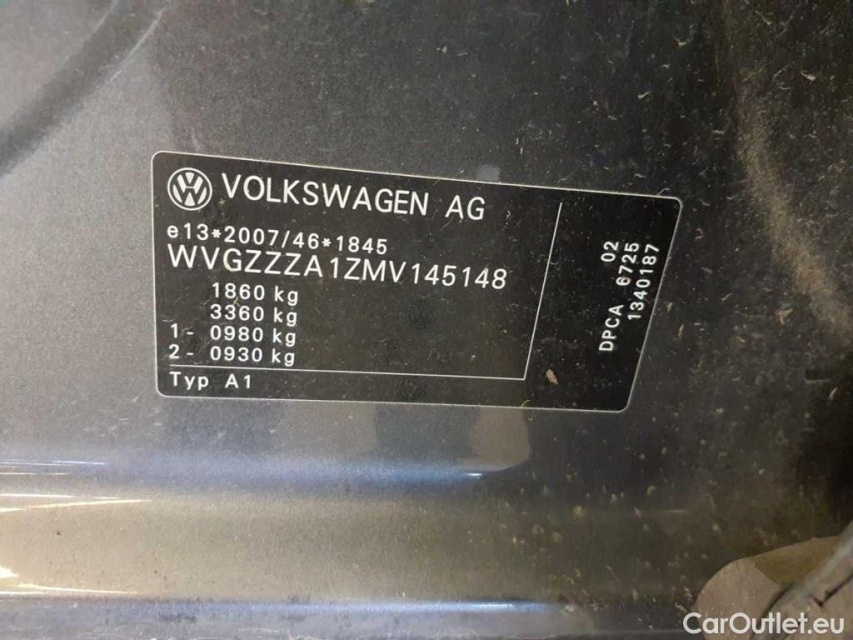 VOLKSWAGEN AG
e13*2007/46*1845
WVGZZZA1ZMV145148
1860 kg
3360 kg
1- 0980 kg
2- 0930 kg
Typ A1
02
DPCA 6725
1340187
CarOutlet.eu